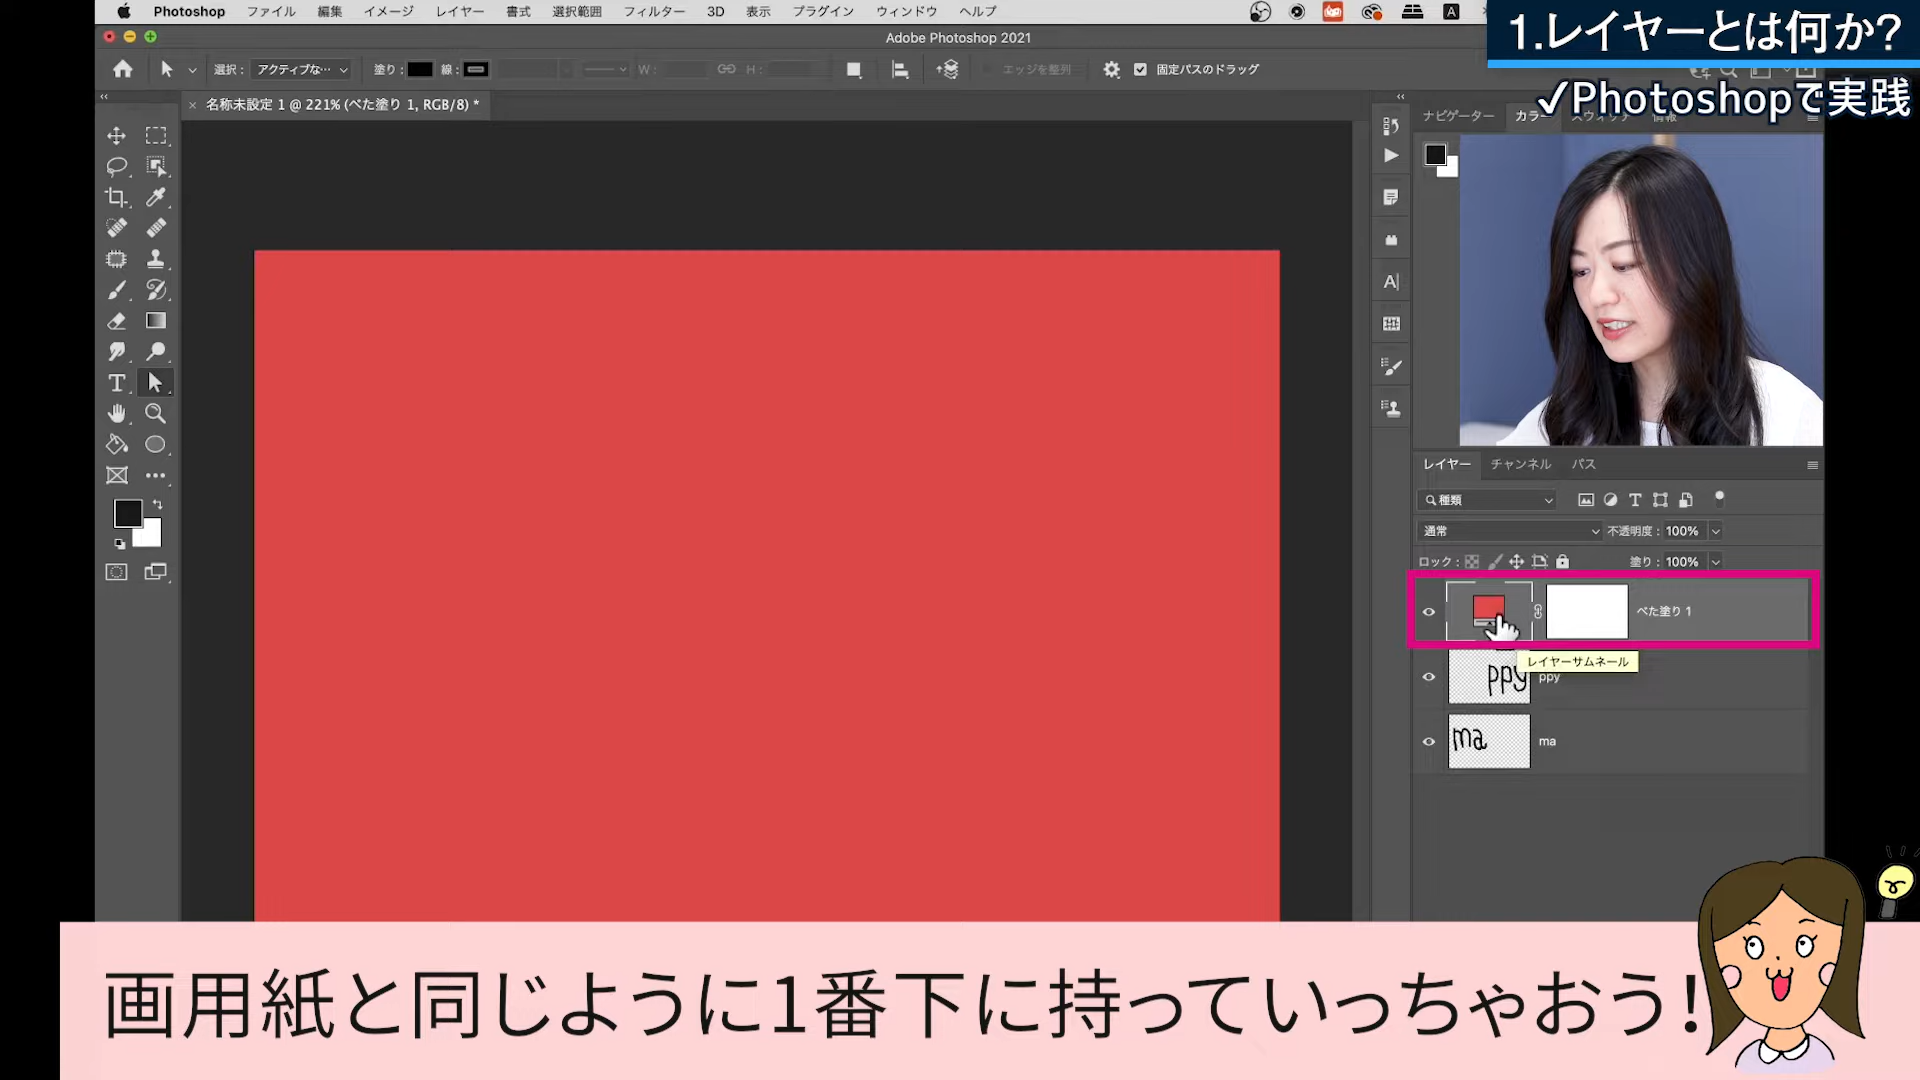 Photoshop ファイル 編集 イメージ レイヤー 書式 選択範囲 フィルター 3D 表示 プラグイン ウィンドウ ヘルプ
A
1.レイヤーとは何か?
Adobe Photoshop 2021
選択： アクティブな… 塗り： 線： W： H： エッジを整列 固定パスのドラッグ
✓Photoshopで実践
× 名称未設定 1 @ 221% (べた塗り 1, RGB/8) *
ナビゲーター カラー スウォッチ 情報
レイヤー チャンネル パス
種類
通常 不透明度： 100%
ロック： 塗り： 100%
べた塗り 1
レイヤーサムネール
ppy ppy
ma ma
画用紙と同じように1番下に持っていっちゃおう!